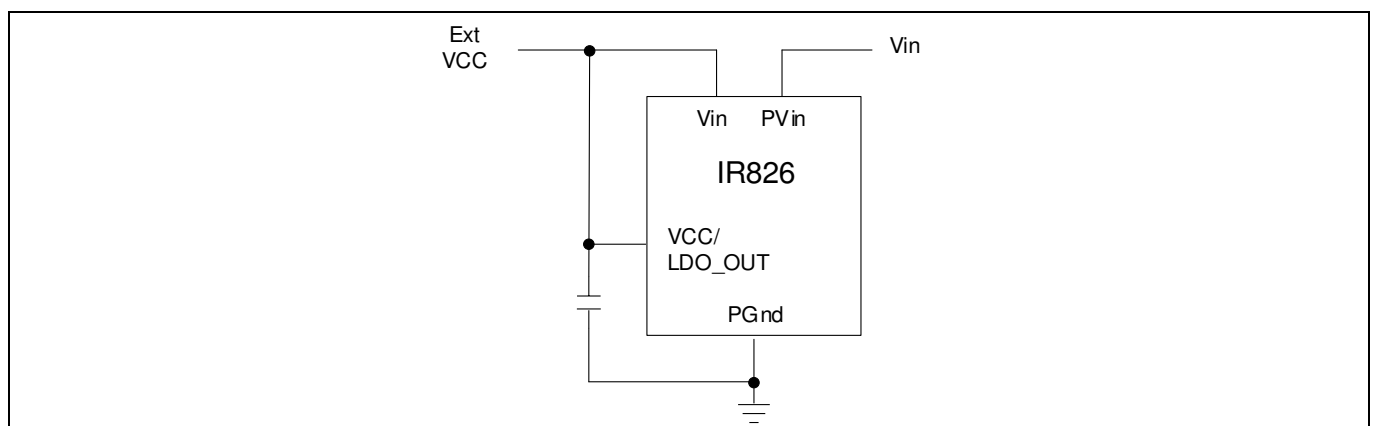 Ext
VCC
Vin
Vin PVin
IR826
VCC/
LDO_OUT
PGnd